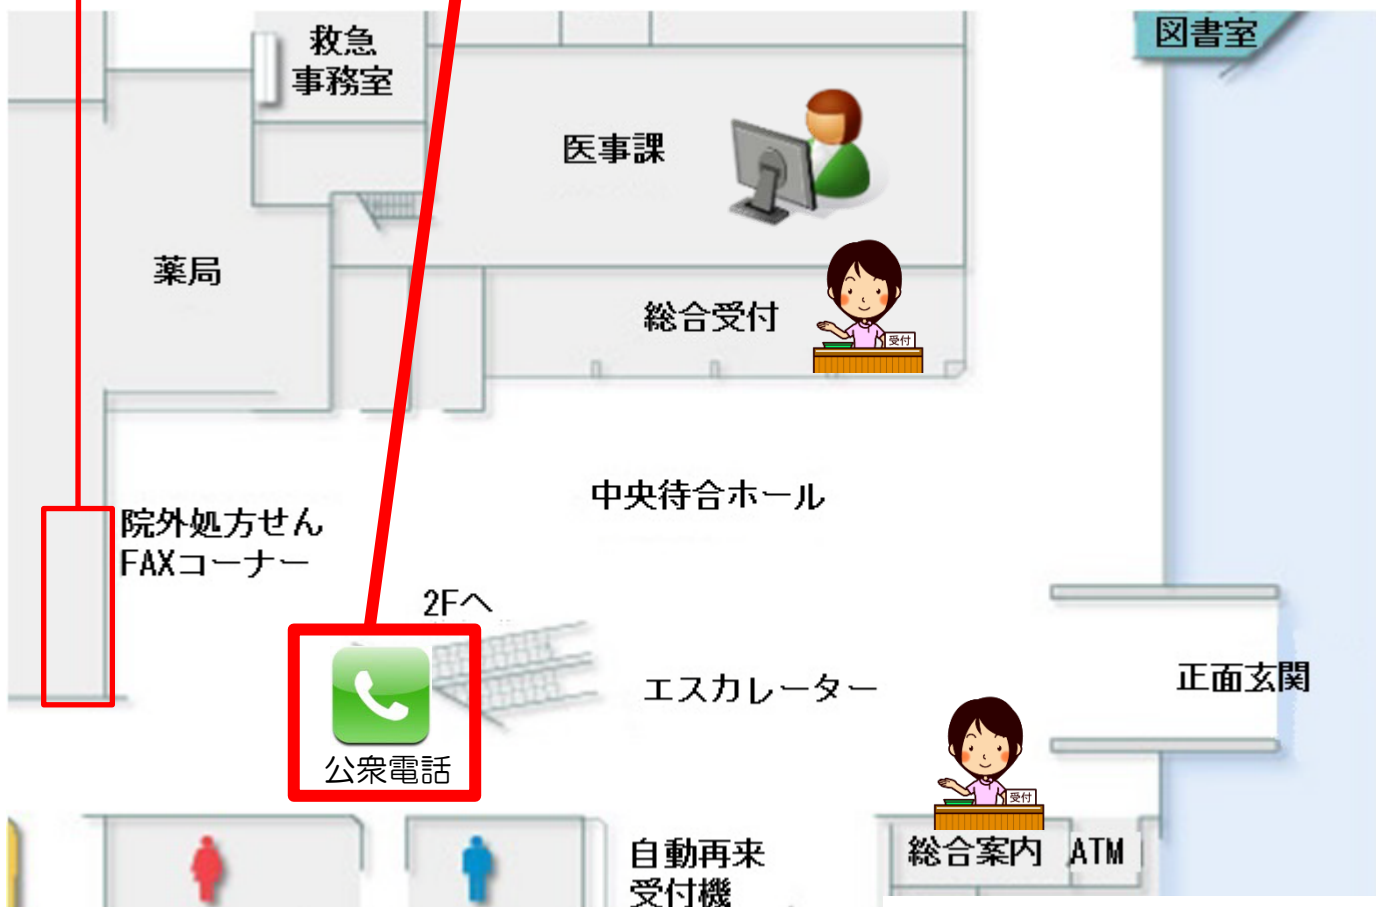 図書室
救急
事務室
医事課
薬局
総合受付
受付
中央待合ホール
院外処方せん
FAXコーナー
2Fへ
エスカレーター
正面玄関
公衆電話
受付
自動再来
受付機
総合案内
ATM